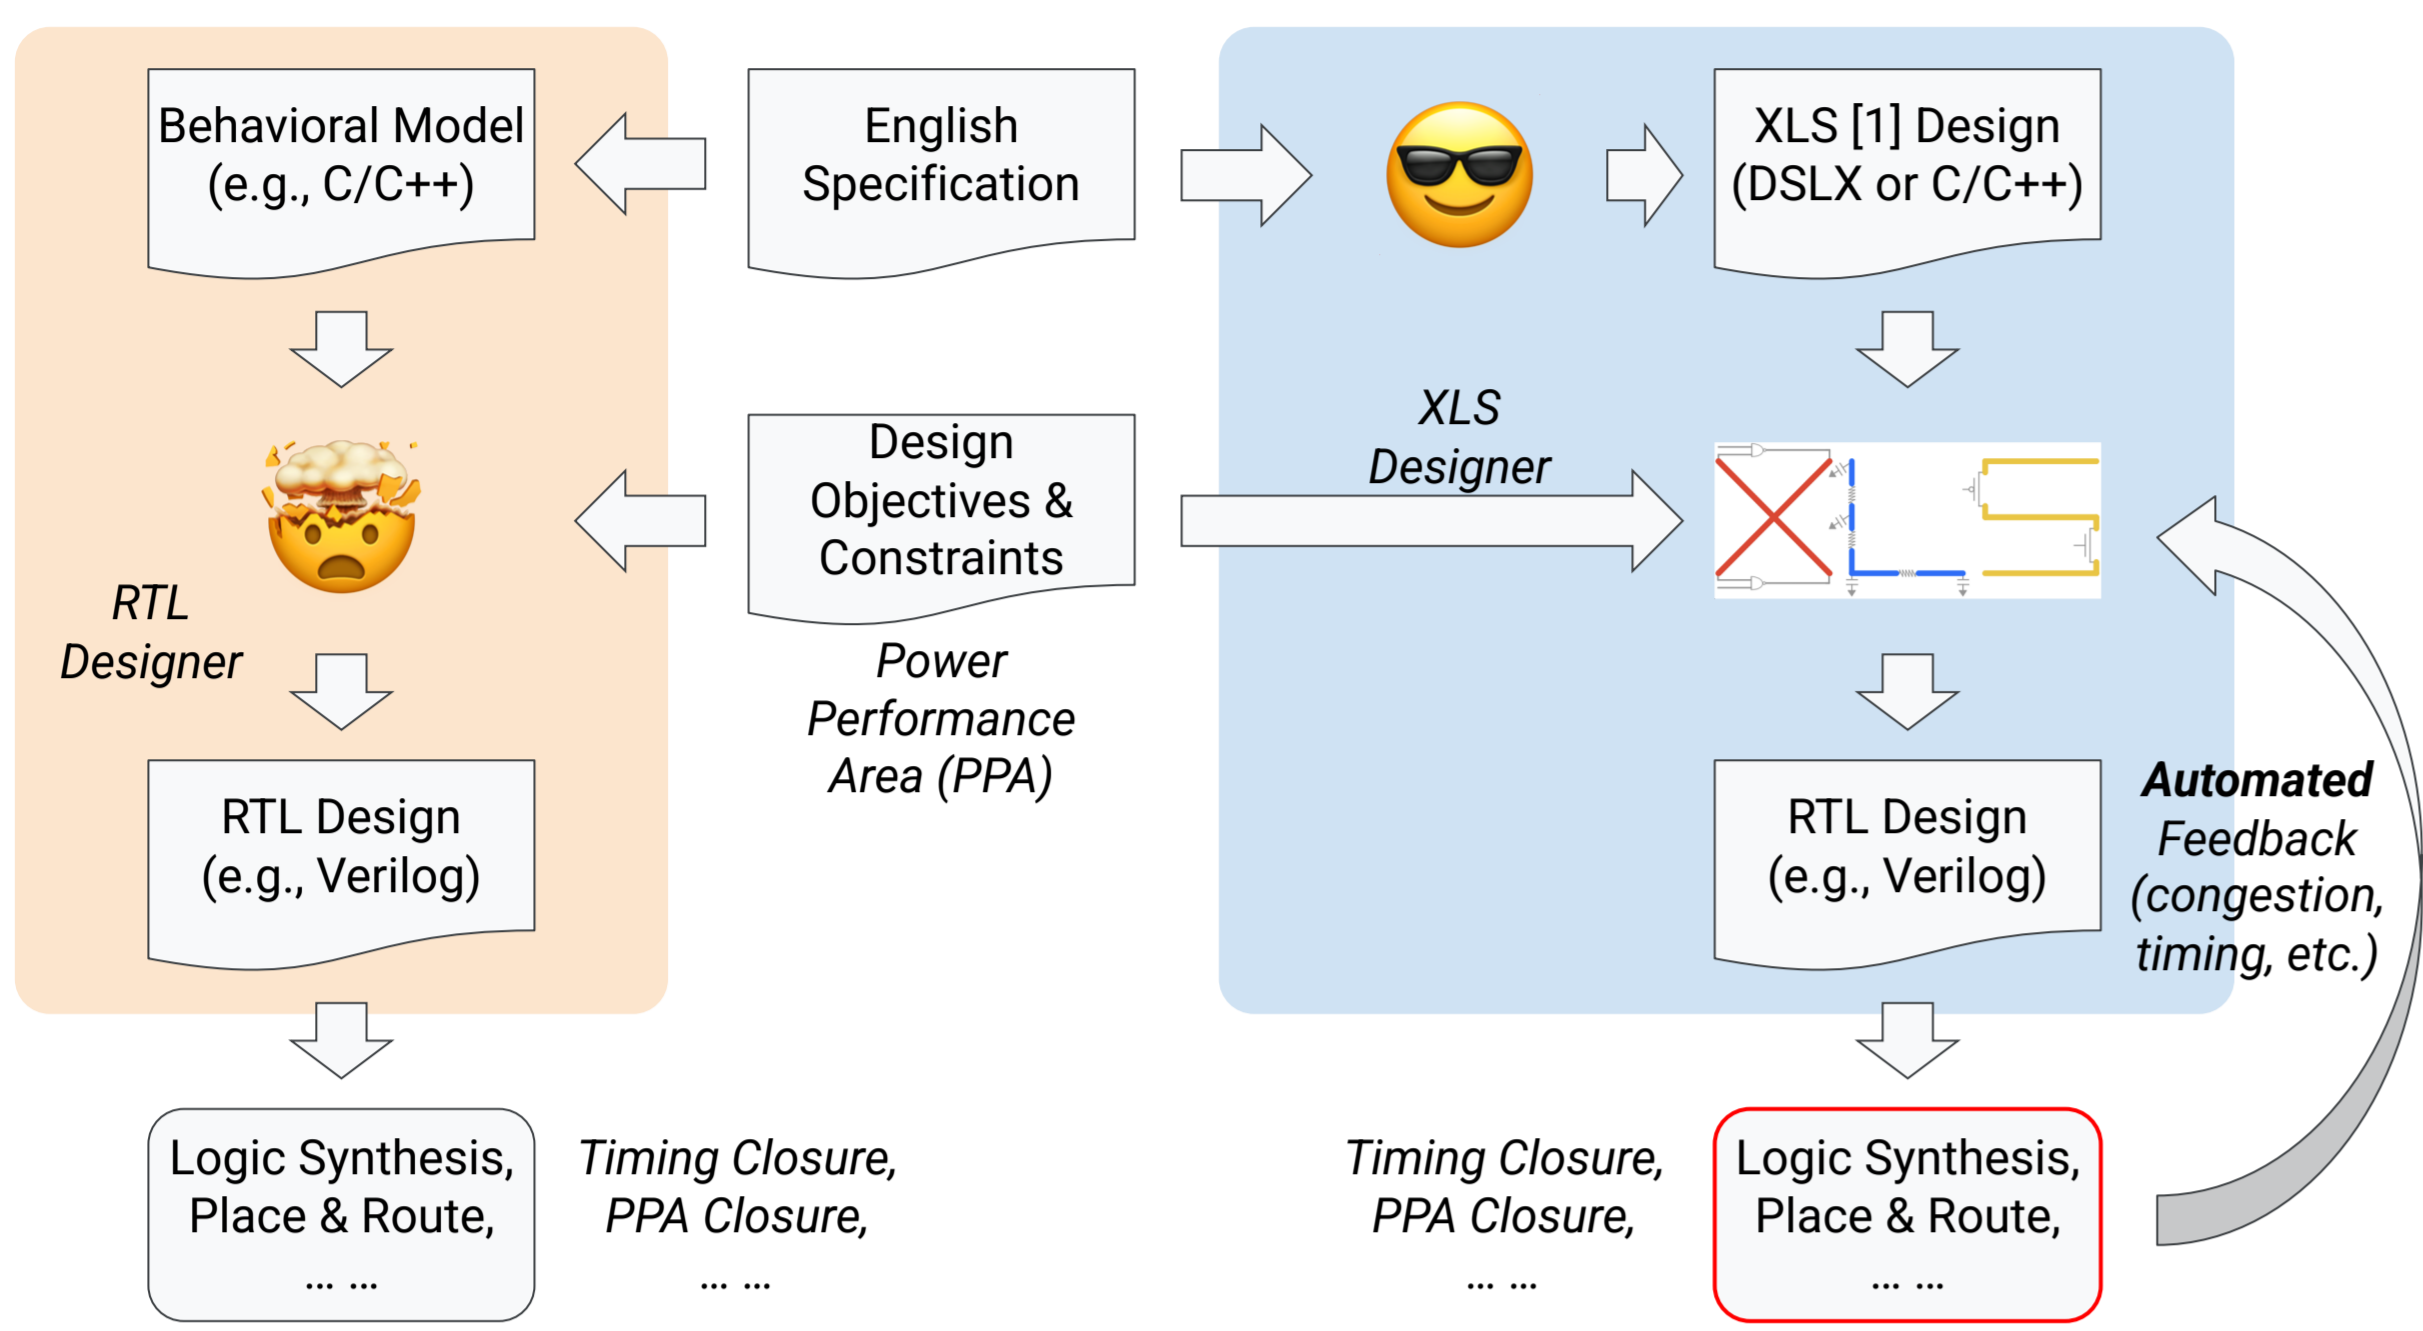 Behavioral Model
(e.g., C/C++)
English
Specification
XLS [1] Design
(DSLX or C/C++)
RTL
Designer
Design
Objectives &
Constraints
Power
Performance
Area (PPA)
XLS
Designer
XLS
RTL Design
(e.g., Verilog)
RTL Design
(e.g., Verilog)
Automated
Feedback
(congestion,
timing, etc.)
Logic Synthesis,
Place & Route,
... ...
Timing Closure,
PPA Closure,
... ...
Timing Closure,
PPA Closure,
... ...
Logic Synthesis,
Place & Route,
... ...